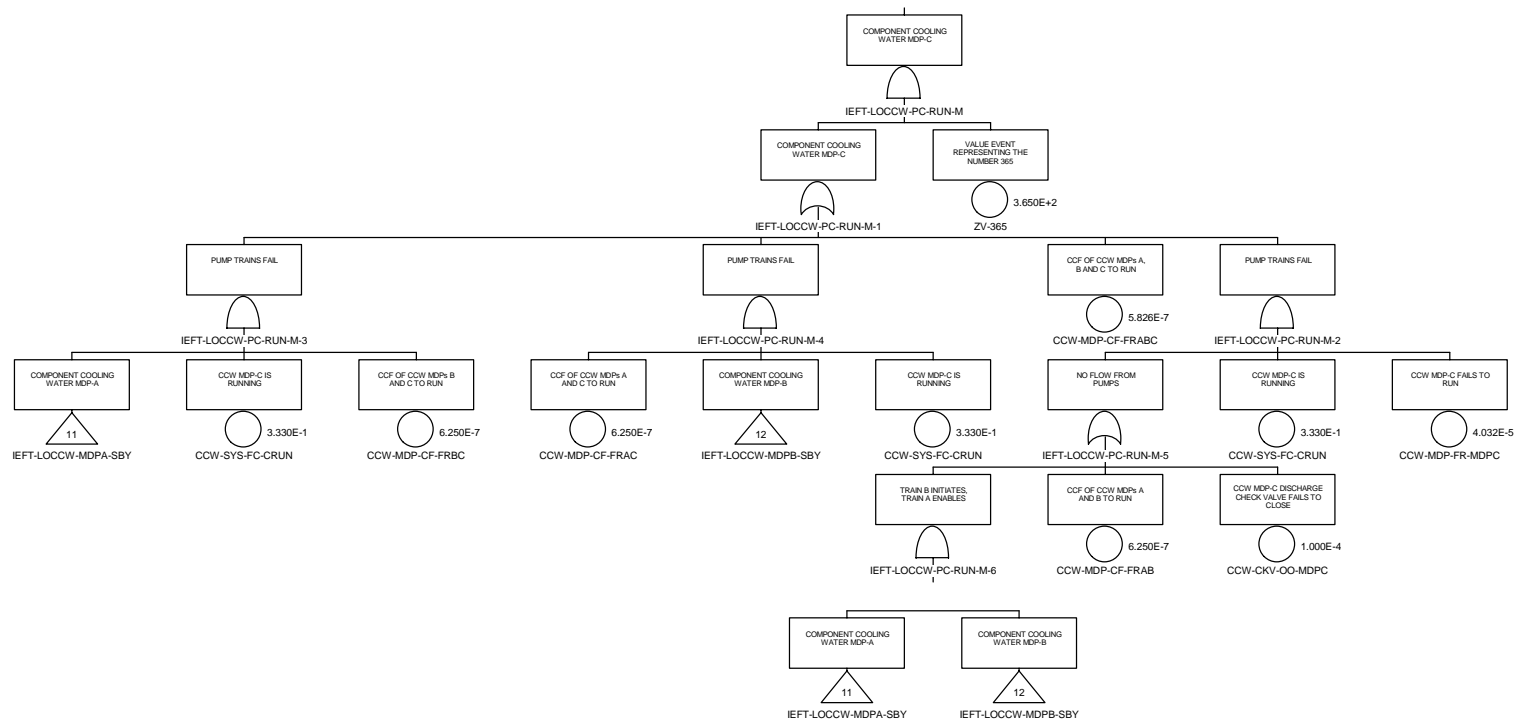 COMPONENT COOLING
WATER MDP-C
IEFT-LOCCW-PC-RUN-M
COMPONENT COOLING
WATER MDP-C
IEFT-LOCCW-PC-RUN-M-1
VALUE EVENT
REPRESENTING THE
NUMBER 365
3.650E+2
ZV-365
PUMP TRAINS FAIL
IEFT-LOCCW-PC-RUN-M-3
PUMP TRAINS FAIL
IEFT-LOCCW-PC-RUN-M-4
CCF OF CCW MDPs A,
B AND C TO RUN
5.826E-7
CCW-MDP-CF-FRABC
PUMP TRAINS FAIL
IEFT-LOCCW-PC-RUN-M-2
COMPONENT COOLING
WATER MDP-A
11
IEFT-LOCCW-MDPA-SBY
CCW MDP-C IS
RUNNING
3.330E-1
CCW-SYS-FC-CRUN
CCF OF CCW MDPs B
AND C TO RUN
6.250E-7
CCW-MDP-CF-FRBC
CCF OF CCW MDPs A
AND C TO RUN
6.250E-7
CCW-MDP-CF-FRAC
COMPONENT COOLING
WATER MDP-B
12
IEFT-LOCCW-MDPB-SBY
CCW MDP-C IS
RUNNING
3.330E-1
CCW-SYS-FC-CRUN
NO FLOW FROM
PUMPS
IEFT-LOCCW-PC-RUN-M-5
CCW MDP-C IS
RUNNING
3.330E-1
CCW-SYS-FC-CRUN
CCW MDP-C FAILS TO
RUN
4.032E-5
CCW-MDP-FR-MDPC
TRAIN B INITIATES,
TRAIN A ENABLES
IEFT-LOCCW-PC-RUN-M-6
CCF OF CCW MDPs A
AND B TO RUN
6.250E-7
CCW-MDP-CF-FRAB
CCW MDP-C DISCHARGE
CHECK VALVE FAILS TO
CLOSE
1.000E-4
CCW-CKV-OO-MDPC
COMPONENT COOLING
WATER MDP-A
11
IEFT-LOCCW-MDPA-SBY
COMPONENT COOLING
WATER MDP-B
12
IEFT-LOCCW-MDPB-SBY